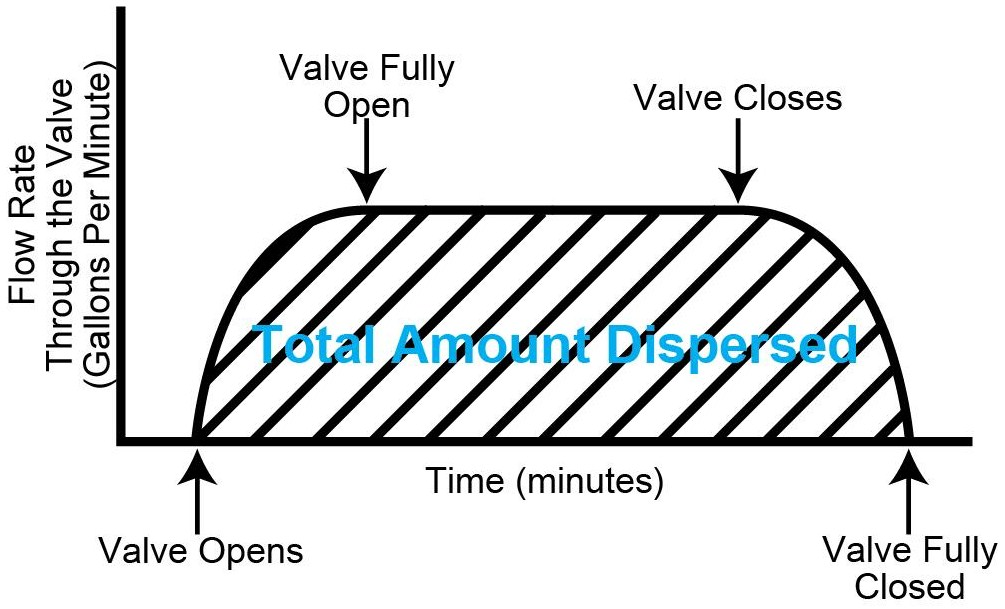 Flow Rate
Through the Valve
(Gallons Per Minute)
Valve Fully
Open
Valve Closes
Total Amount Dispersed
Time (minutes)
Valve Opens
Valve Fully
Closed